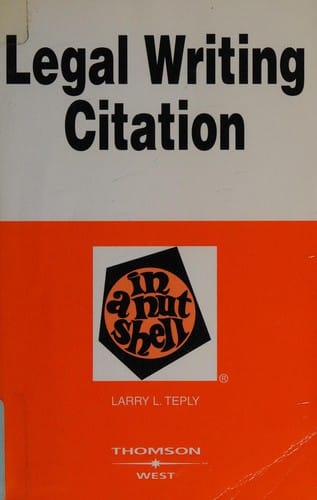 Legal Writing
Citation
in
a nut
shell
®
LARRY L. TEPLY
THOMSON
WEST